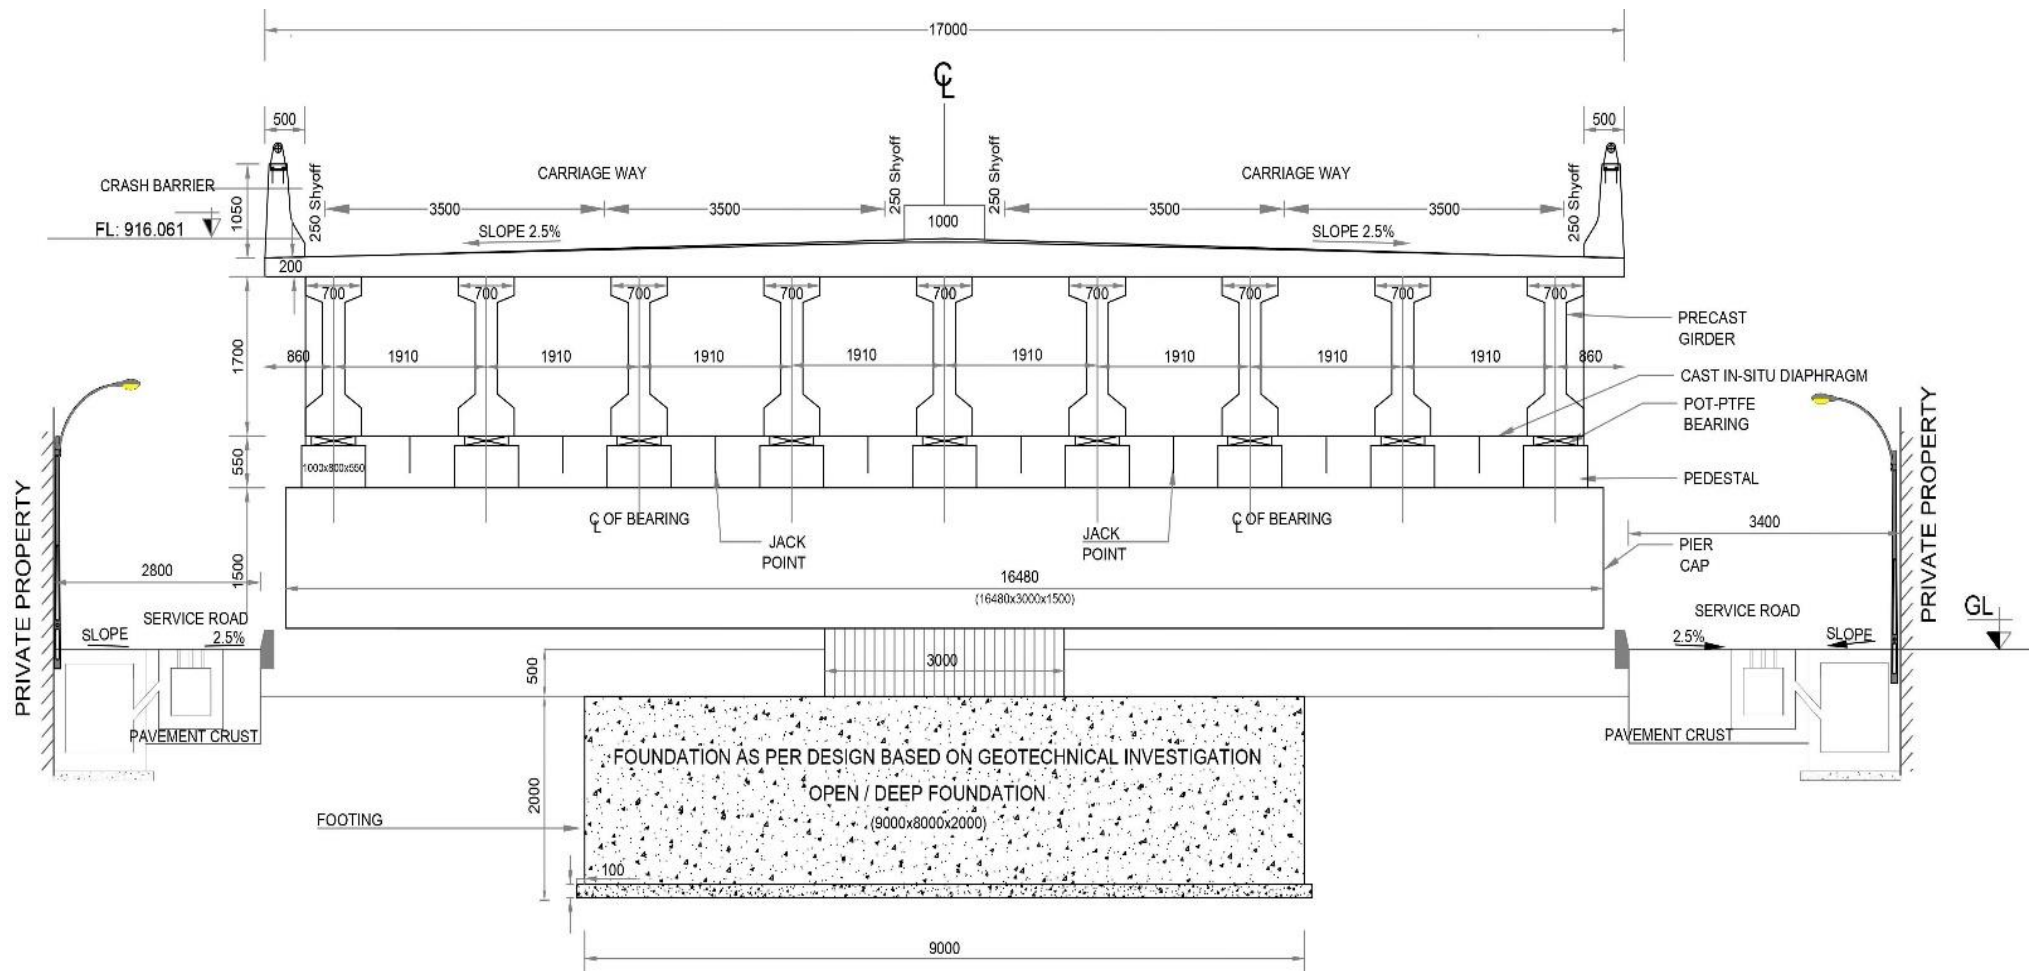 17000
C
L
500
500
CRASH BARRIER
250 Shyoff
CARRIAGE WAY
250 Shyoff
250 Shyoff
CARRIAGE WAY
250 Shyoff
1050
3500
3500
1000
3500
3500
FL: 916.061
SLOPE 2.5%
SLOPE 2.5%
200
700
700
700
700
700
700
700
700
700
PRECAST
GIRDER
1700
860
1910
1910
1910
1910
1910
1910
1910
1910
860
CAST IN-SITU DIAPHRAGM
POT-PTFE
BEARING
550
1000x800x550
PEDESTAL
PRIVATE PROPERTY
PRIVATE PROPERTY
CL OF BEARING
CL OF BEARING
JACK
POINT
JACK
POINT
3400
PIER
CAP
2800
1500
16480
(16480x3000x1500)
SERVICE ROAD
SLOPE
2.5%
SERVICE ROAD
2.5%
SLOPE
GL
500
3000
PAVEMENT CRUST
PAVEMENT CRUST
FOUNDATION AS PER DESIGN BASED ON GEOTECHNICAL INVESTIGATION
OPEN / DEEP FOUNDATION
(9000x8000x2000)
2000
FOOTING
100
9000